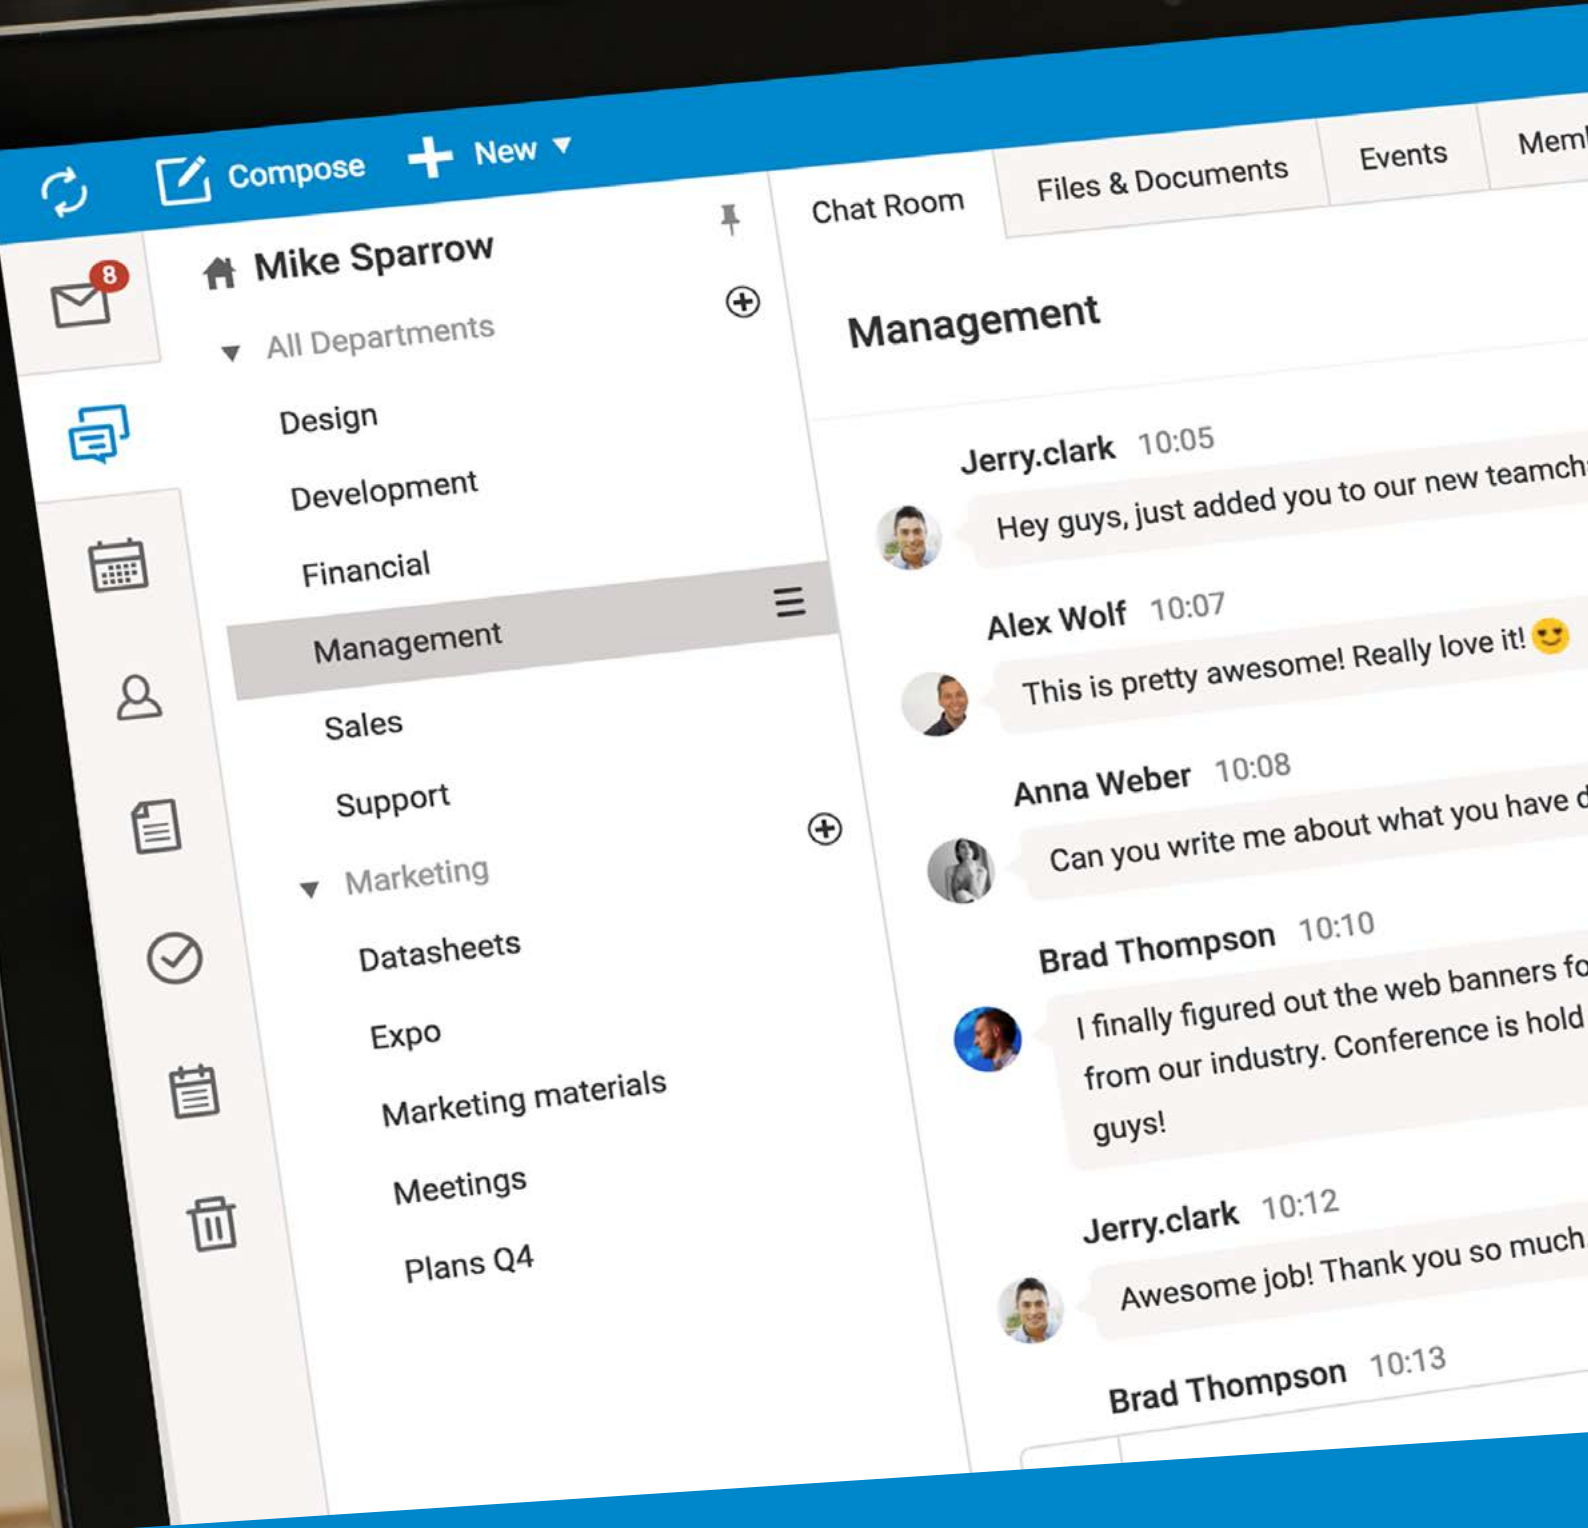 Compose
New
8
Mike Sparrow
All Departments
Design
Development
Financial
Management
Sales
Support
Marketing
Datasheets
Expo
Marketing materials
Meetings
Plans Q4
Chat Room
Files & Documents
Events
Management
Jerry.clark 10:05
Hey guys, just added you to our new
Alex Wolf 10:07
This is pretty awesome! Really love it!
Anna Weber 10:08
Can you write me about what you have
Brad Thompson 10:10
I finally figured out the web banners
from our industry. Conference is hold
guys!
Jerry.clark 10:12
Awesome job! Thank you so much
Brad Thompson 10:13